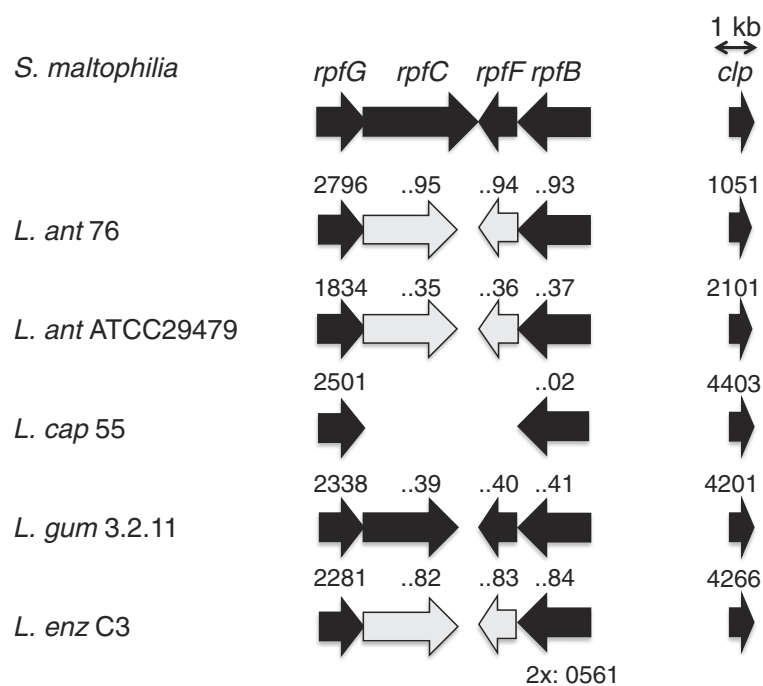 1 kb
S. maltophilia rpfG rpfC rpfF rpfB clp
2796 ..95 ..94 ..93 1051
L. ant 76
1834 ..35 ..36 ..37 2101
L. ant ATCC29479
2501 ..02 4403
L. cap 55
2338 ..39 ..40 ..41 4201
L. gum 3.2.11
2281 ..82 ..83 ..84 4266
L. enz C3
2x: 0561